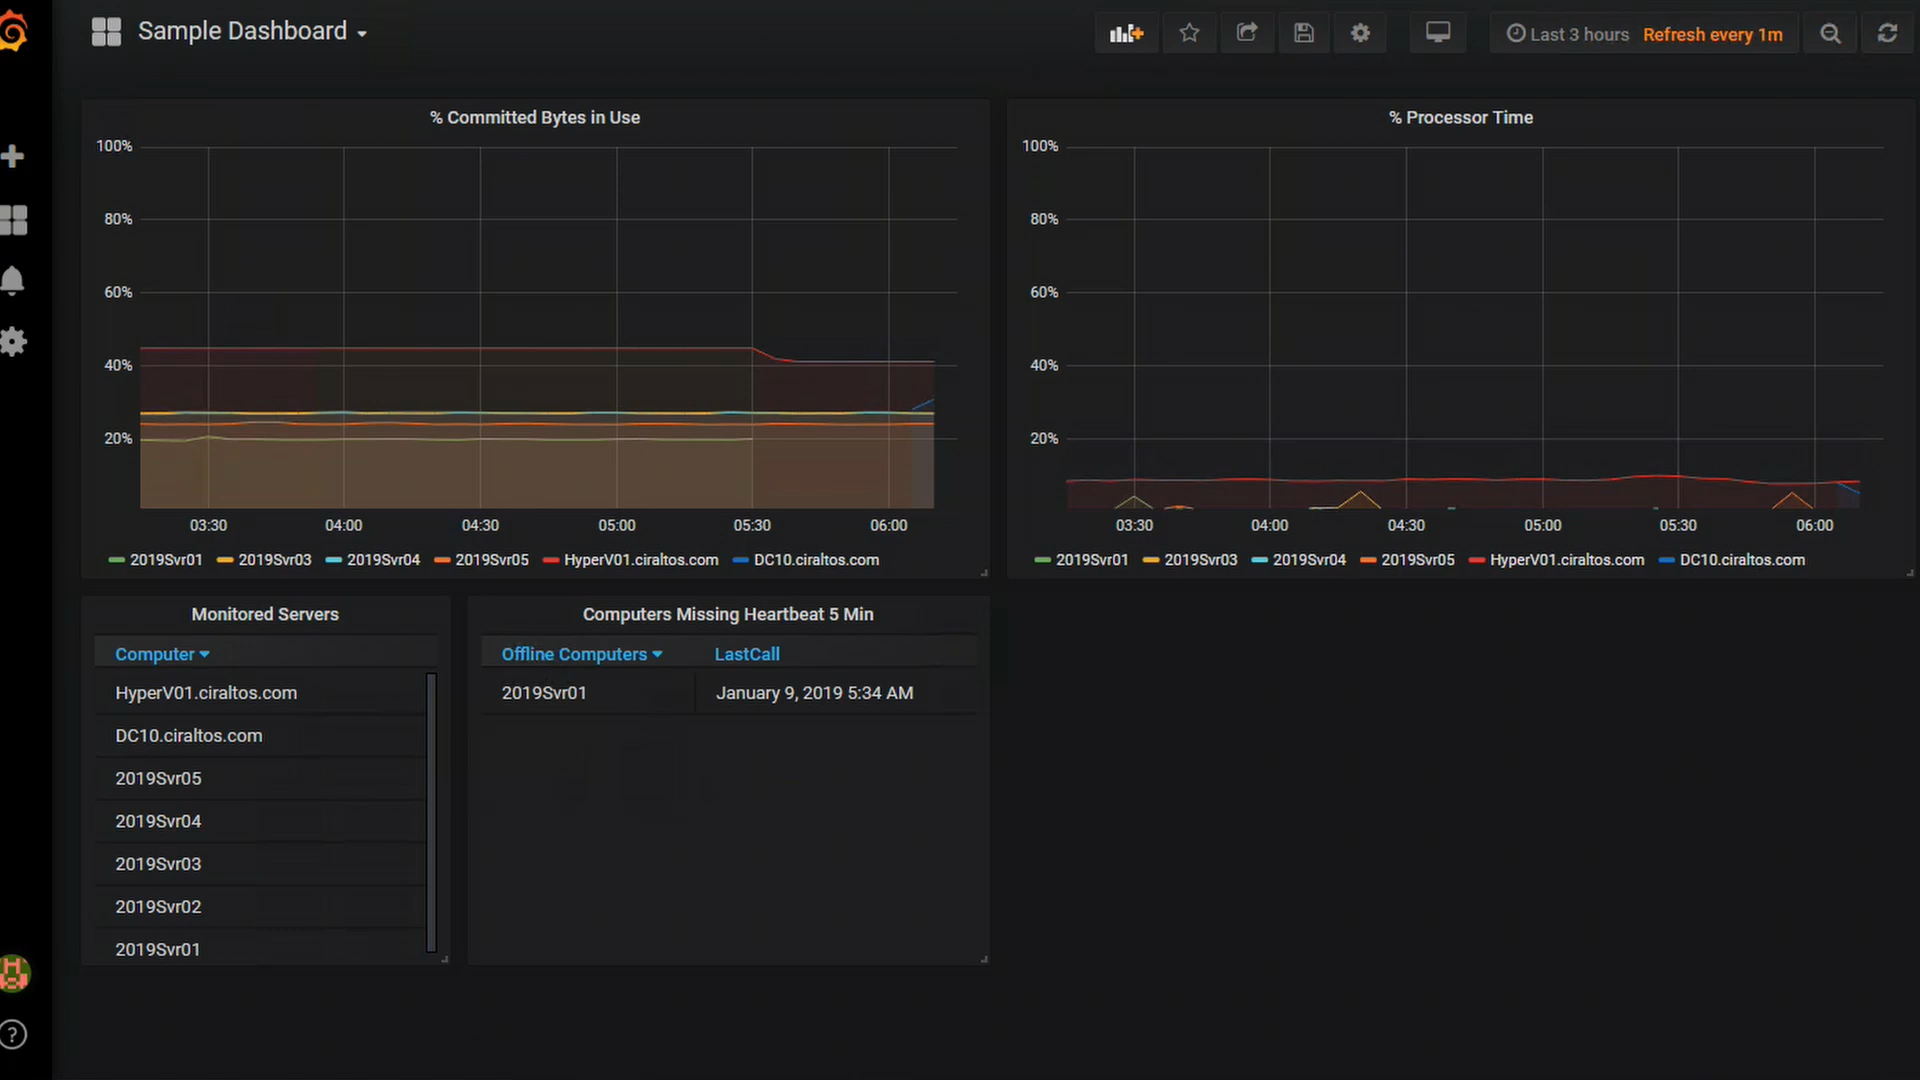 Sample Dashboard
Last 3 hours Refresh every 1m
% Committed Bytes in Use
100%
80%
60%
40%
20%
03:30 04:00 04:30 05:00 05:30 06:00
2019Svr01 2019Svr03 2019Svr04 2019Svr05 HyperV01.ciraltos.com DC10.ciraltos.com
% Processor Time
100%
80%
60%
40%
20%
03:30 04:00 04:30 05:00 05:30 06:00
2019Svr01 2019Svr03 2019Svr04 2019Svr05 HyperV01.ciraltos.com DC10.ciraltos.com
Monitored Servers
Computer
HyperV01.ciraltos.com
DC10.ciraltos.com
2019Svr05
2019Svr04
2019Svr03
2019Svr02
2019Svr01
Computers Missing Heartbeat 5 Min
Offline Computers LastCall
2019Svr01 January 9, 2019 5:34 AM
?